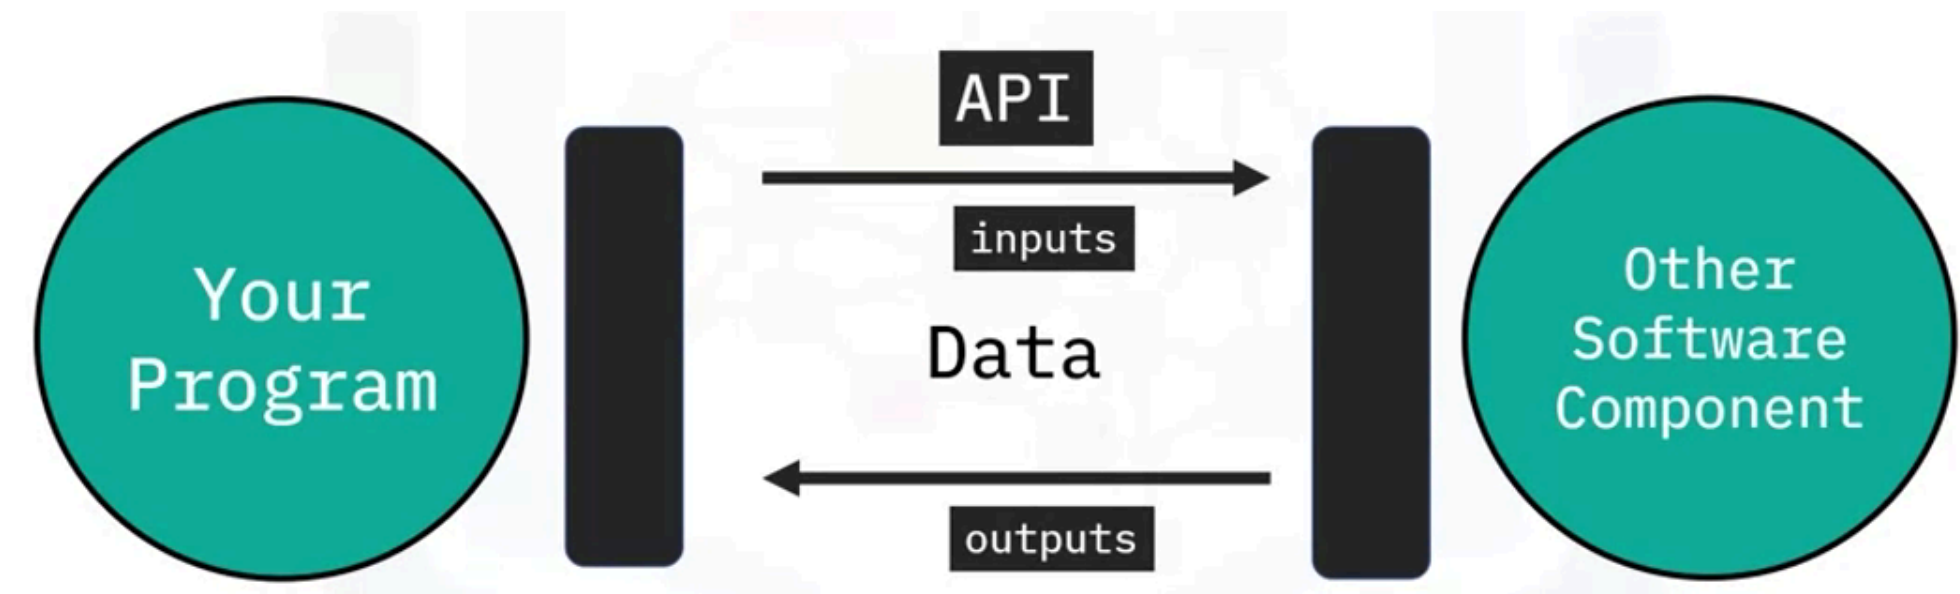 Your
Program
API
inputs
Data
outputs
Other
Software
Component